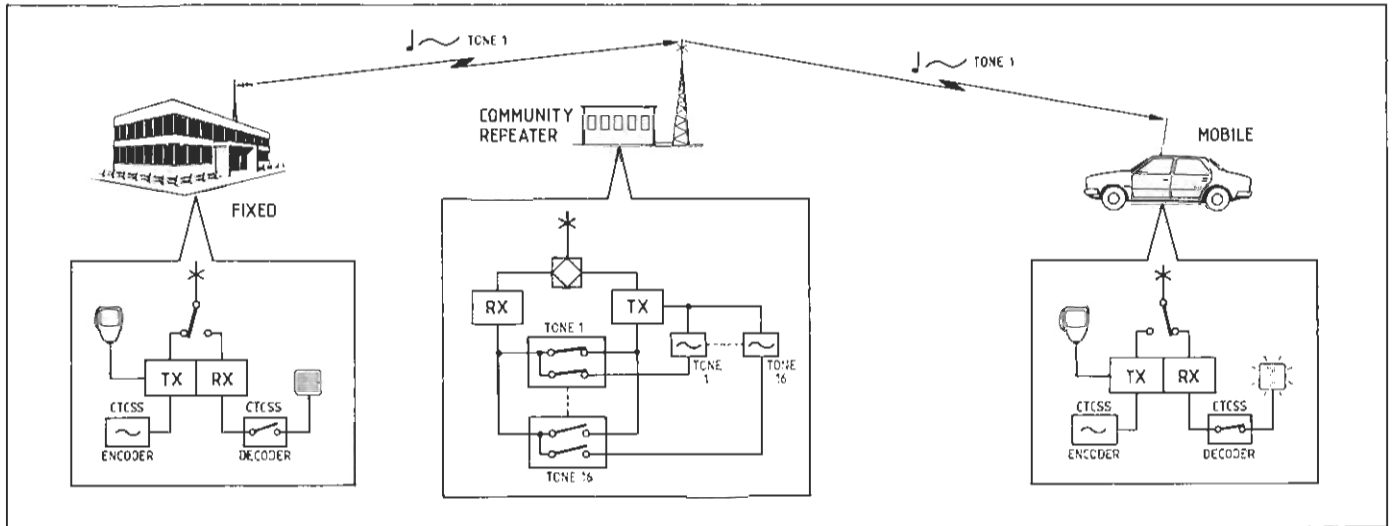 TONE 1
TONE 1
COMMUNITY
REPEATER
MOBILE
FIXED
RX
TX
TONE 1
TONE
1
TONE
16
TONE 16
TX
RX
CTCSS
CTCSS
ENCODER
DECODER
TX
RX
CTCSS
CTCSS
ENCODER
DECODER